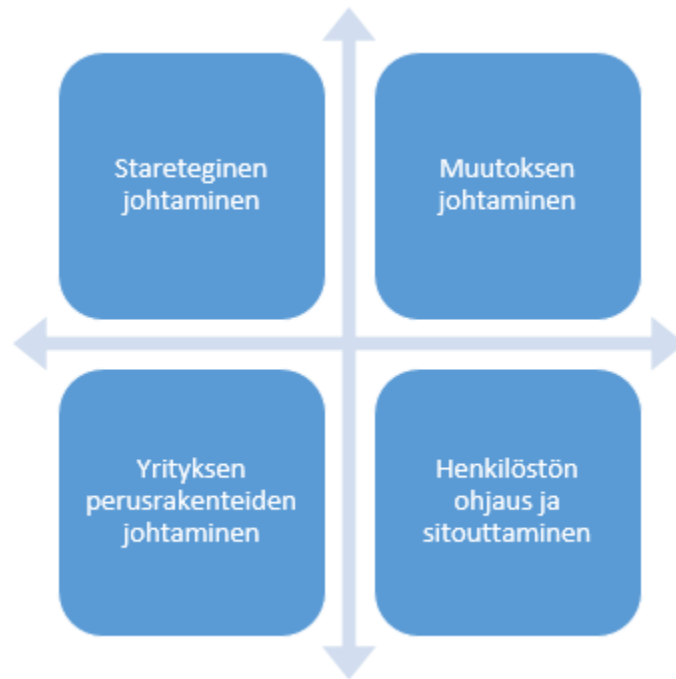 Stareteginen
johtaminen
Muutoksen
johtaminen
Yrityksen
perusrakenteiden
johtaminen
Henkilöstön
ohjaus ja
sitouttaminen